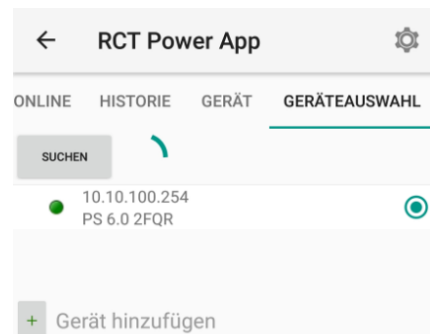 RCT Power App
ONLINE HISTORIE GERÄT GERÄTEAUSWAHL
SUCHEN
10.10.100.254
PS 6.0 2FQR
+ Gerät hinzufügen